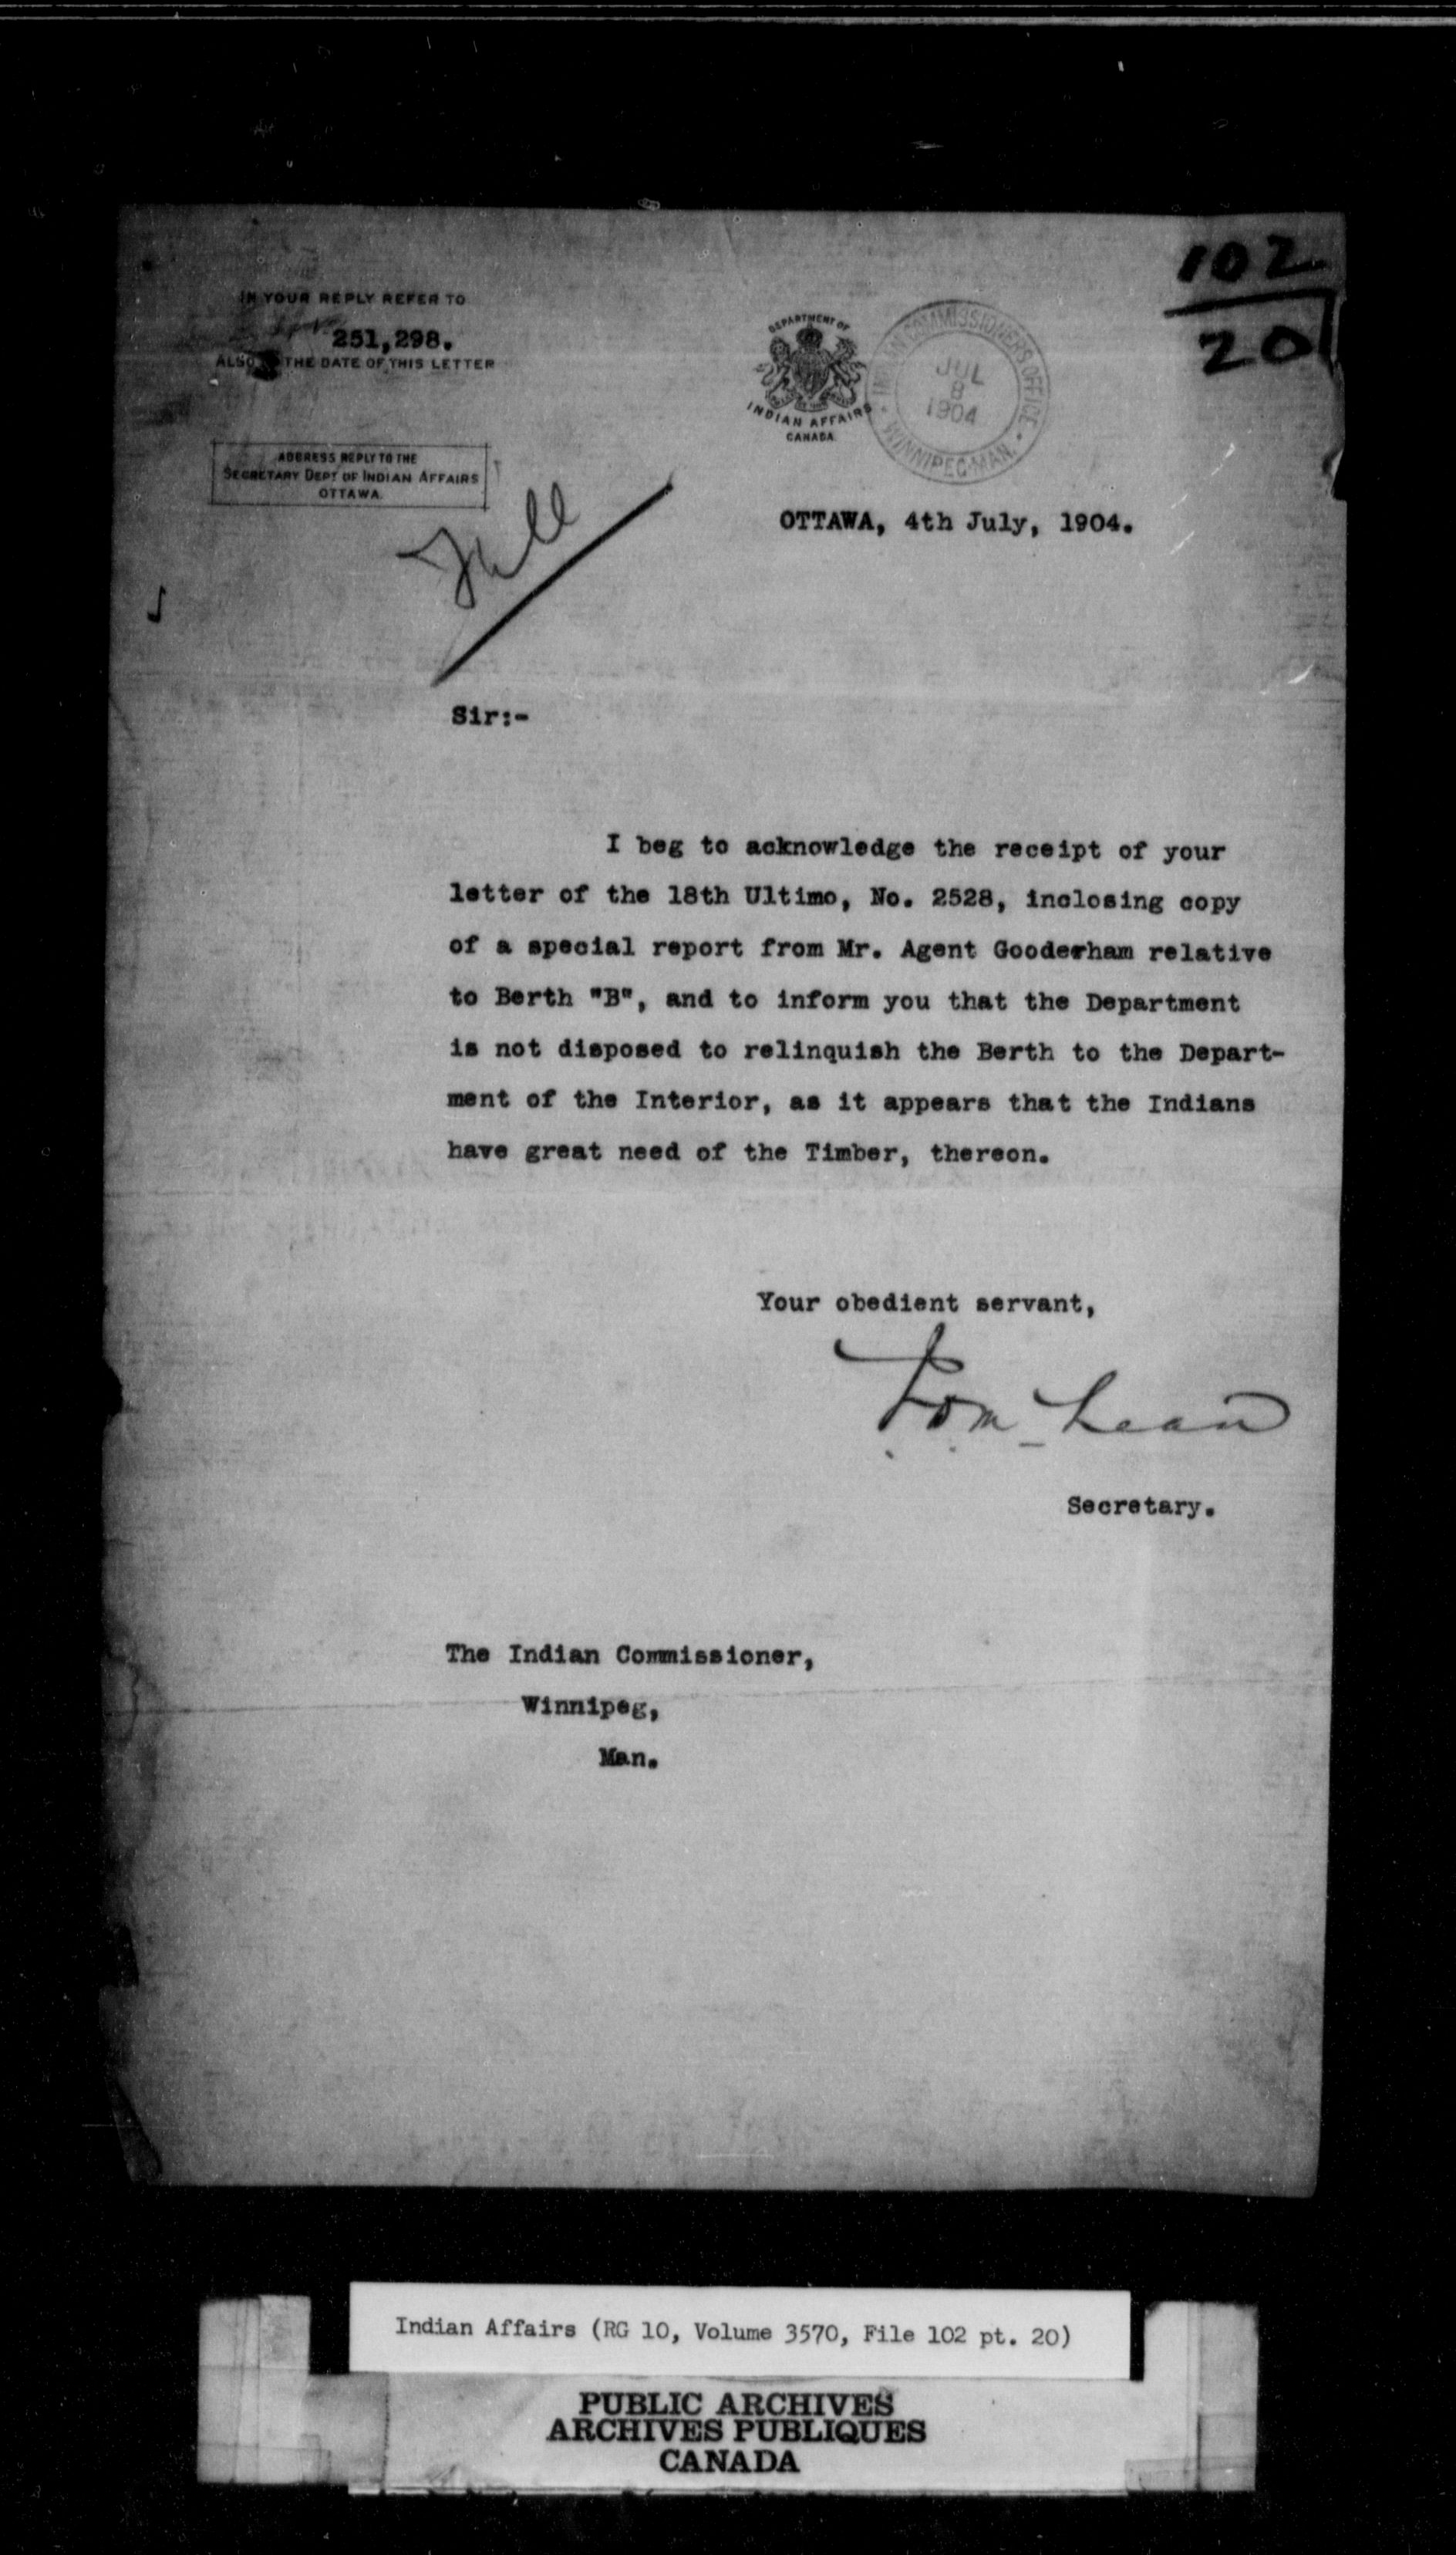 102
20
IN YOUR REPLY REFER TO
251,298.
ALSO THE DATE OF THIS LETTER
DEPARTMENT OF
INDIAN AFFAIRS
CANADA
INDIAN COMMISSIONERS OFFICE
JUL
8
1904
WINNIPEG MAN.
ADDRESS REPLY TO THE
SECRETARY DEPT OF INDIAN AFFAIRS
OTTAWA.
OTTAWA, 4th July, 1904.
Sir:-
I beg to acknowledge the receipt of your
letter of the 18th Ultimo, No. 2528, inclosing copy
of a special report from Mr. Agent Gooderham relative
to Berth "B", and to inform you that the Department
is not disposed to relinquish the Berth to the Depart-
ment of the Interior, as it appears that the Indians
have great need of the Timber, thereon.
Your obedient servant,
Secretary.
The Indian Commissioner,
Winnipeg,
Man.
Indian Affairs (RG 10, Volume 3570, File 102 pt. 20)
PUBLIC ARCHIVES
ARCHIVES PUBLIQUES
CANADA